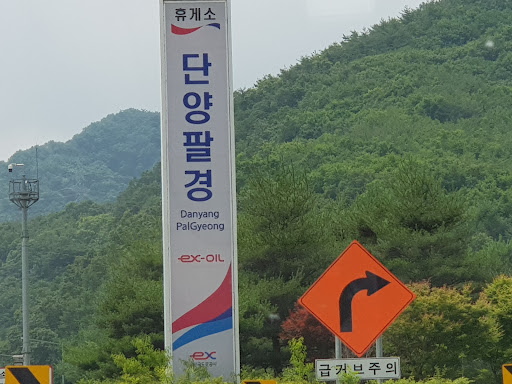 휴게소
단양팔경
Danyang
PalGyeong
ex-OIL
ex
급커브주의